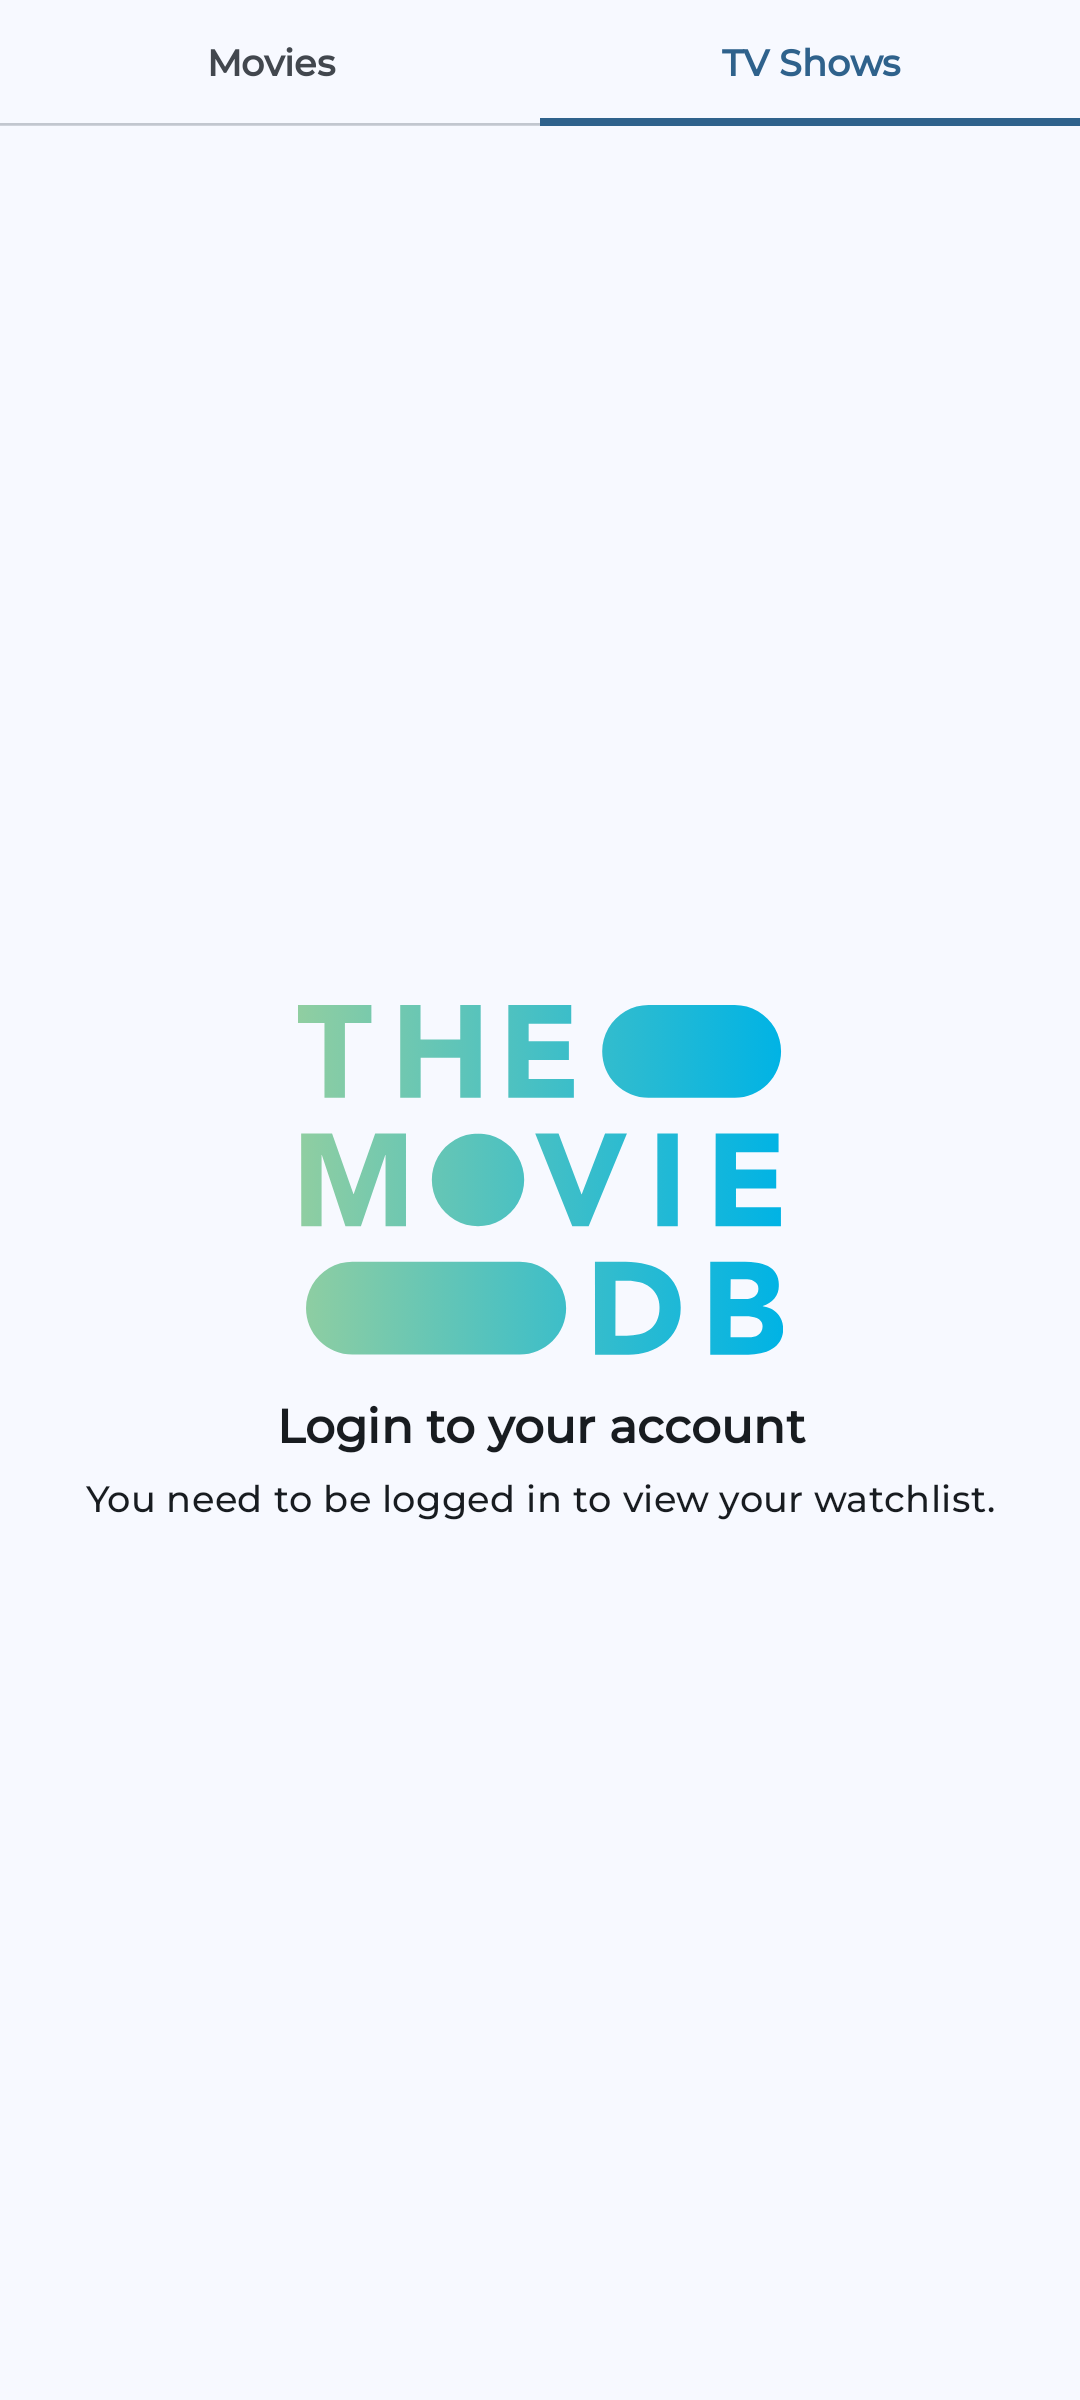 Movies
TV Shows
THE
MOVIE
DB
Login to your account
You need to be logged in to view your watchlist.